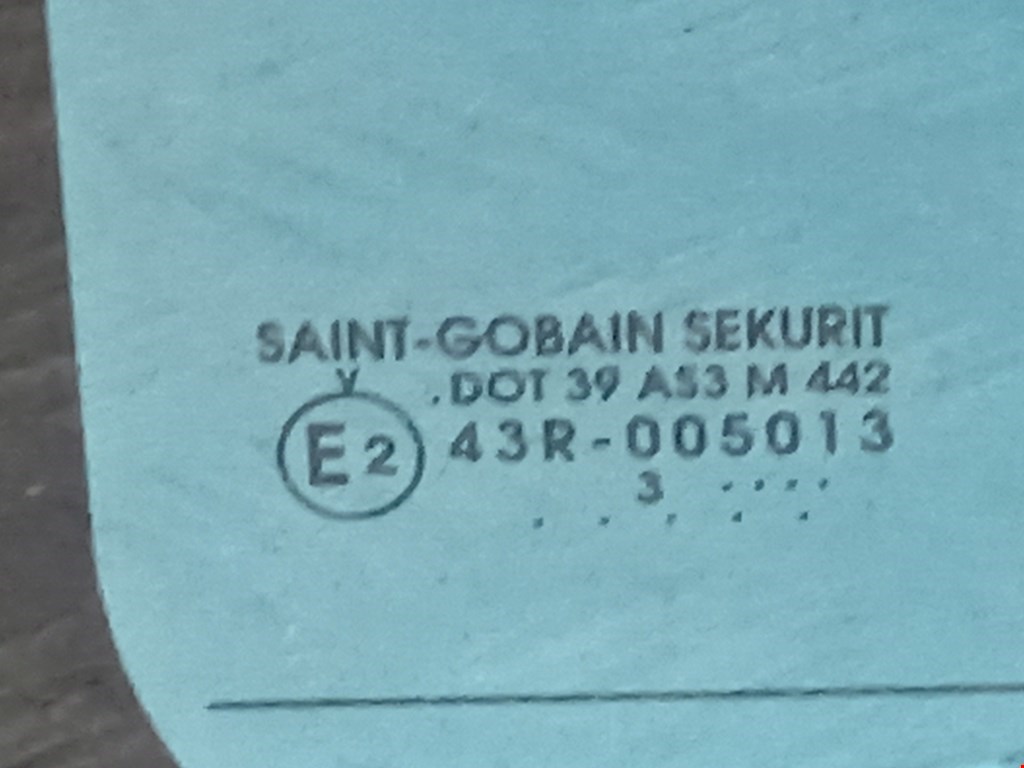 SAINT-GOBAIN SEKURIT
V .DOT 39 AS3 M 442
E2 43R-005013
3 ....
. . . . .